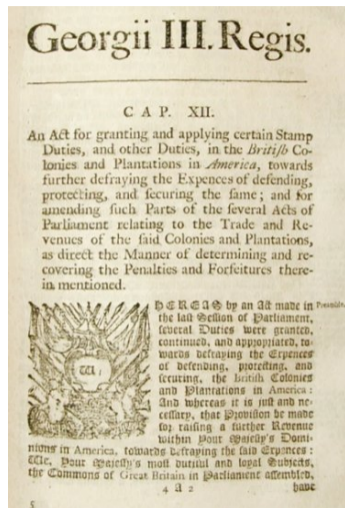 Georgii III. Regis.
CAP. XII.
An Act for granting and applying certain Stamp
Duties, and other Duties, in the Britiſh Co-
lonies and Plantations in America, towards
further defraying the Expences of defending,
protecting, and ſecuring the ſame; and for
amending ſuch Parts of the ſeveral Acts of
Parliament relating to the Trade and Re-
venues of the ſaid Colonies and Plantations,
as direct the Manner of determining and re-
covering the Penalties and Forfeitures there-
in mentioned.
WHEREAS by an Act made in Preamble.
the laſt Seſſion of Parliament,
ſeveral Duties were granted,
continued, and appropriated, to-
wards defraying the Expences
of defending, protecting, and
ſecuring, the Britiſh Colonies
and Plantations in America:
And whereas it is juſt and ne-
ceſſary, that Proviſion be made
for raiſing a further Revenue
within Your Majeſty's Domi-
nions in America, towards defraying the ſaid Expences:
We, Your Majeſty's moſt dutiful and loyal Subjects,
the Commons of Great Britain in Parliament aſſembled,
4 A 2 have